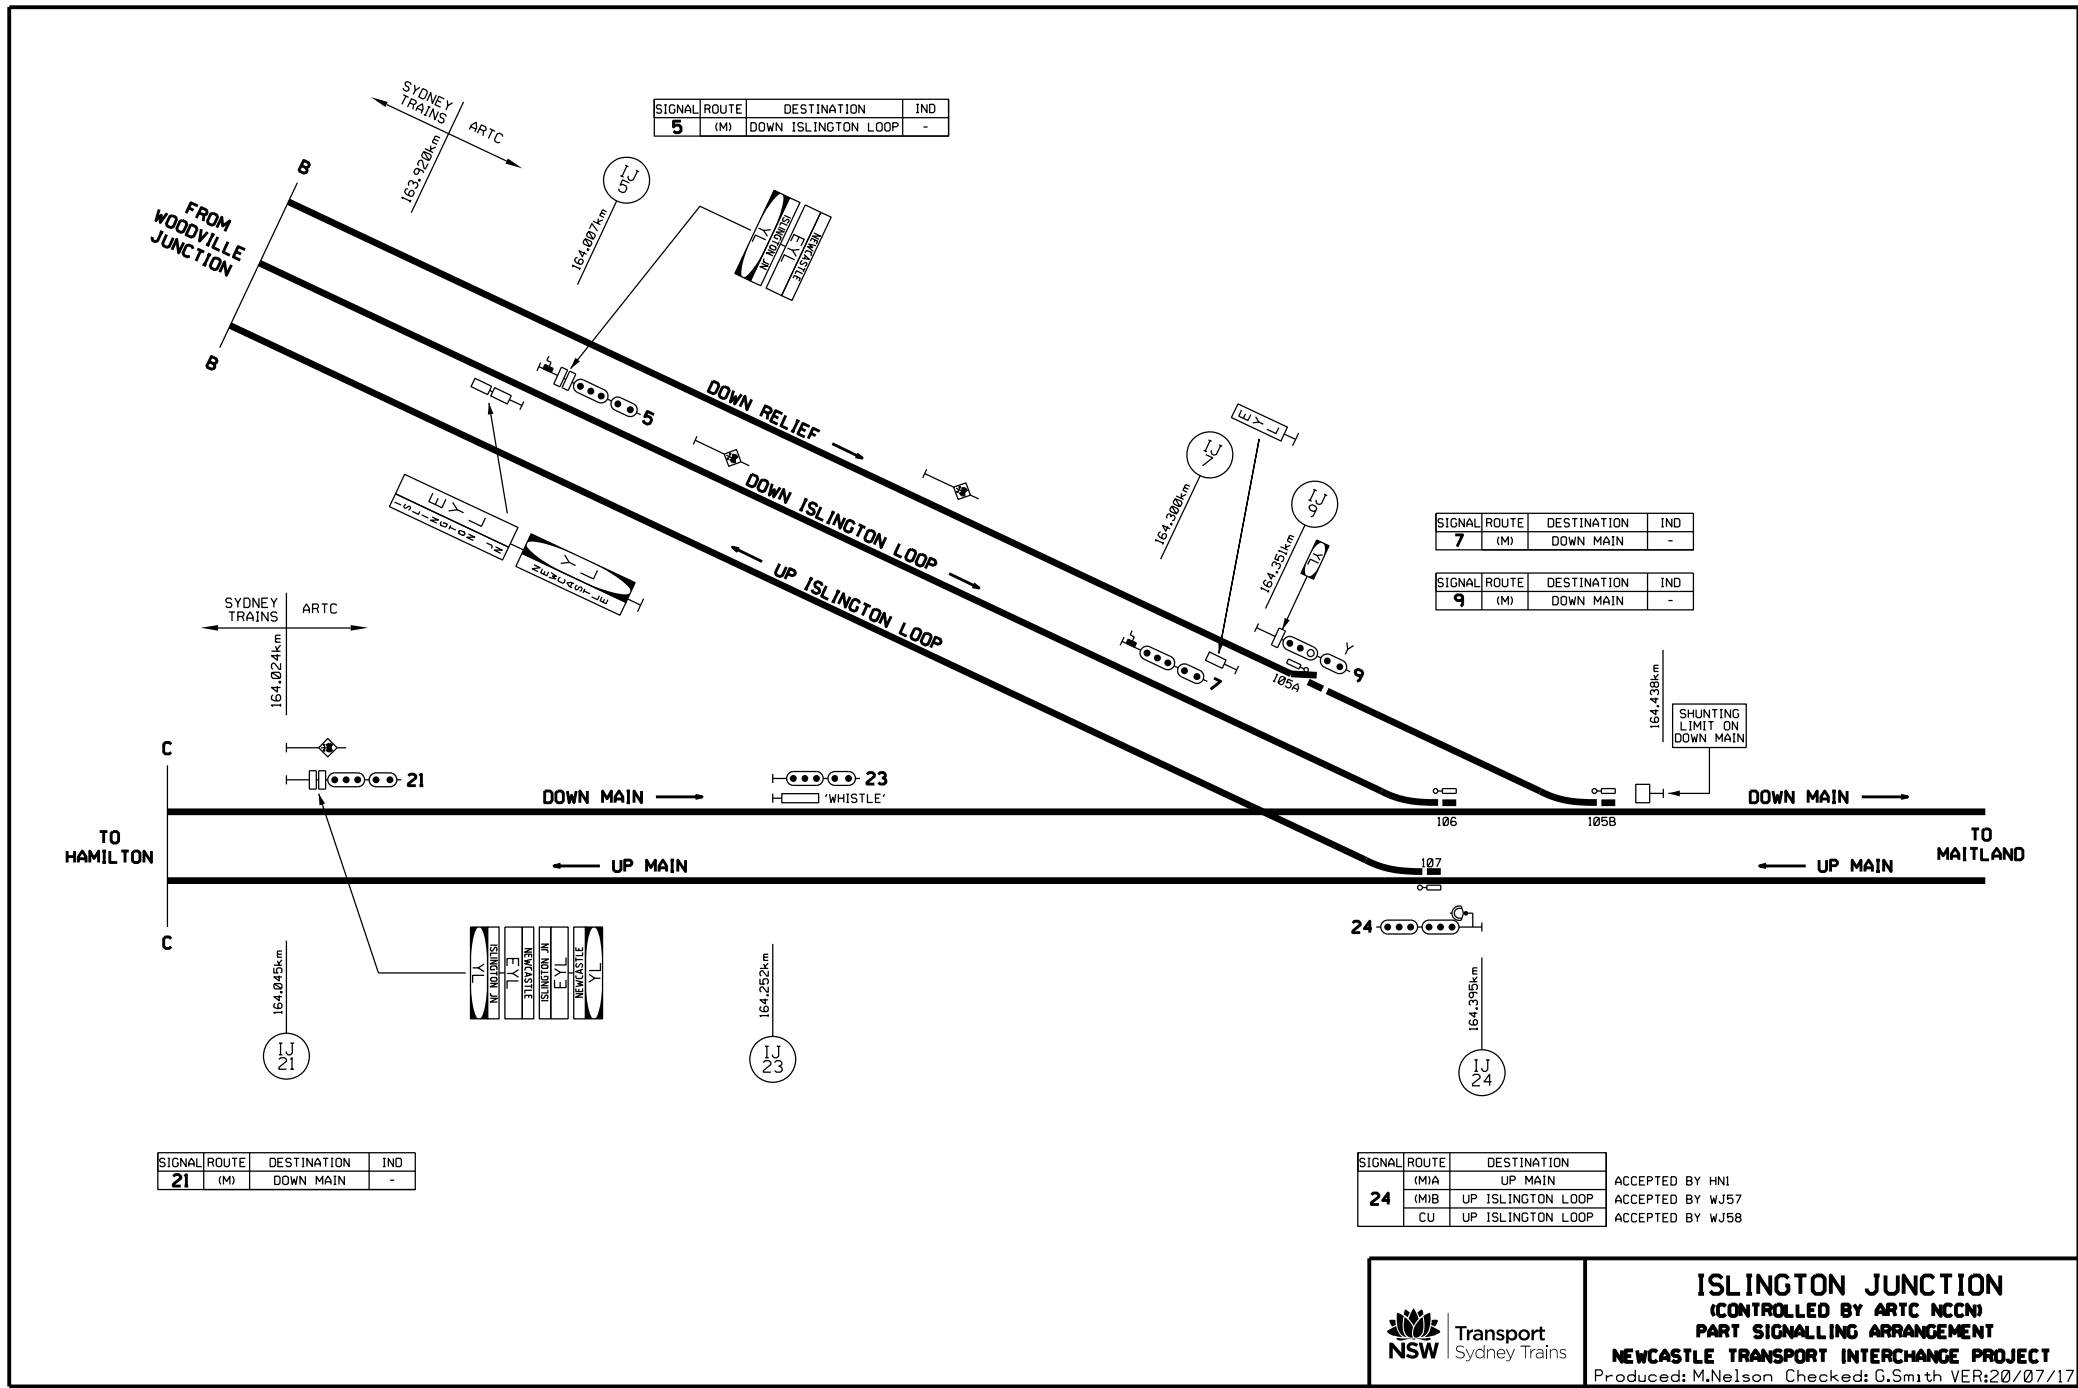 SYDNEY
TRAINS
ARTC
163.920km
SIGNAL ROUTE DESTINATION IND
5 (M) DOWN ISLINGTON LOOP -
B
FROM
WOODVILLE
JUNCTION
B
IJ
5
164.007km
YL
ISLINGTON JN
EYL
NEWCASTLE
5
DOWN RELIEF
DOWN ISLINGTON LOOP
UP ISLINGTON LOOP
EYL
ISLINGTON JN
YL
NEWCASTLE
EYL
IJ
7
164.300km
IJ
9
164.351km
YL
Y
9
7
105A
SIGNAL ROUTE DESTINATION IND
7 (M) DOWN MAIN -
SIGNAL ROUTE DESTINATION IND
9 (M) DOWN MAIN -
SYDNEY
TRAINS
ARTC
164.024km
164.438km
SHUNTING
LIMIT ON
DOWN MAIN
C
21
23
'WHISTLE'
DOWN MAIN
DOWN MAIN
106
105B
TO
HAMILTON
TO
MAITLAND
UP MAIN
107
UP MAIN
C
24
164.045km
IJ
21
YL
ISLINGTON JN
EYL
NEWCASTLE
ISLINGTON JN
EYL
NEWCASTLE
YL
164.252km
IJ
23
164.395km
IJ
24
SIGNAL ROUTE DESTINATION IND
21 (M) DOWN MAIN -
SIGNAL ROUTE DESTINATION
24 (M)A UP MAIN ACCEPTED BY HN1
(M)B UP ISLINGTON LOOP ACCEPTED BY WJ57
CU UP ISLINGTON LOOP ACCEPTED BY WJ58
NSW
Transport
Sydney Trains
ISLINGTON JUNCTION
(CONTROLLED BY ARTC NCCN)
PART SIGNALLING ARRANGEMENT
NEWCASTLE TRANSPORT INTERCHANGE PROJECT
Produced: M.Nelson Checked: G.Smith VER:20/07/17